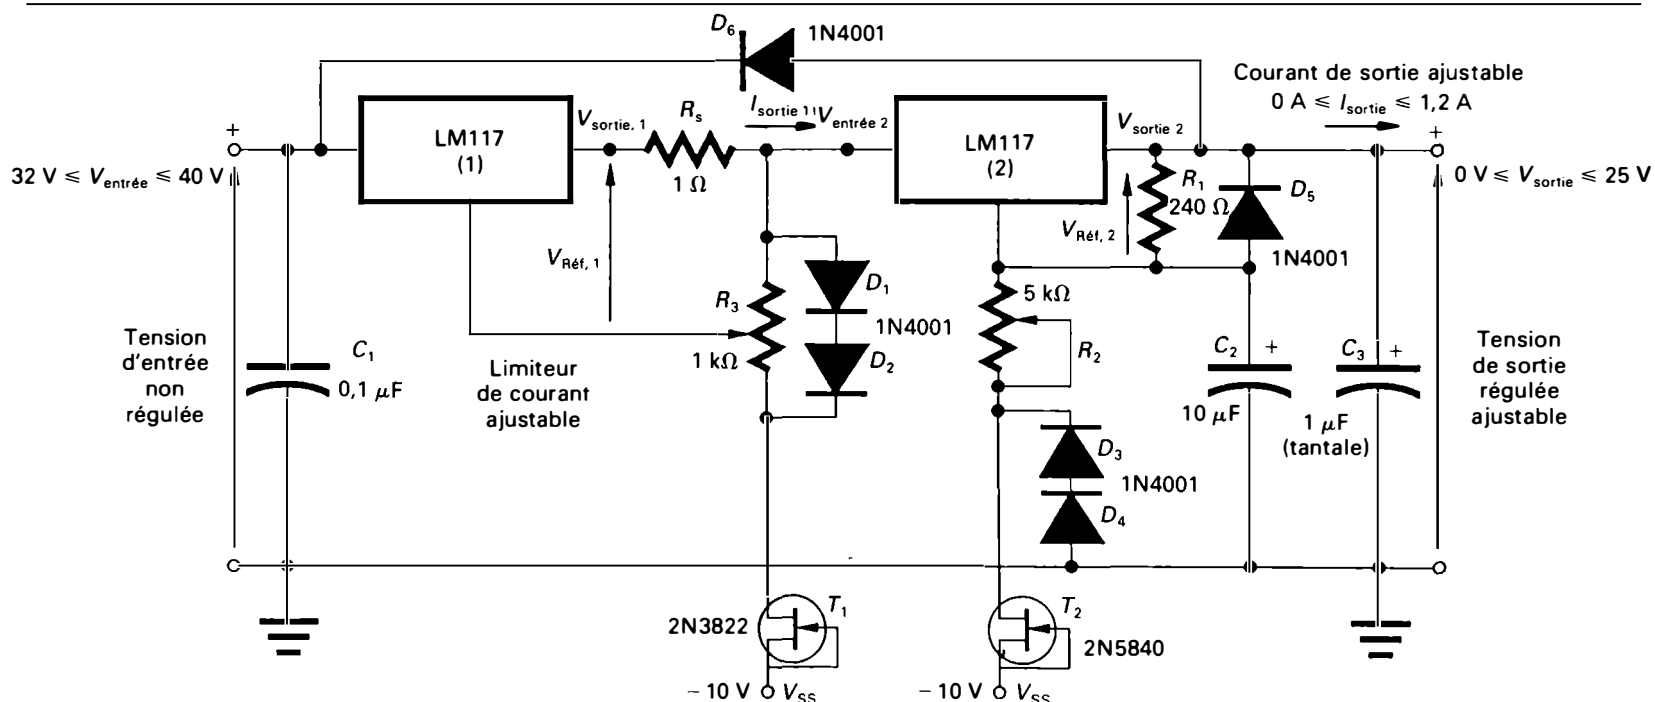 D6
1N4001
Courant de sortie ajustable
0 A ≤ Isortie ≤ 1,2 A
LM117
(1)
Vsortie, 1
Rs
1 Ω
Isortie 1
Ventrée 2
LM117
(2)
Vsortie 2
+
+
32 V ≤ Ventrée ≤ 40 V
0 V ≤ Vsortie ≤ 25 V
R1
240 Ω
D5
1N4001
VRéf, 1
VRéf, 2
R3
1 kΩ
D1
1N4001
D2
5 kΩ
R2
Tension
d'entrée
non
régulée
C1
0,1 μF
Limiteur
de courant
ajustable
C2 +
10 μF
C3 +
1 μF
(tantale)
Tension
de sortie
régulée
ajustable
D3
1N4001
D4
2N3822
T1
T2
2N5840
− 10 V
VSS
− 10 V
VSS